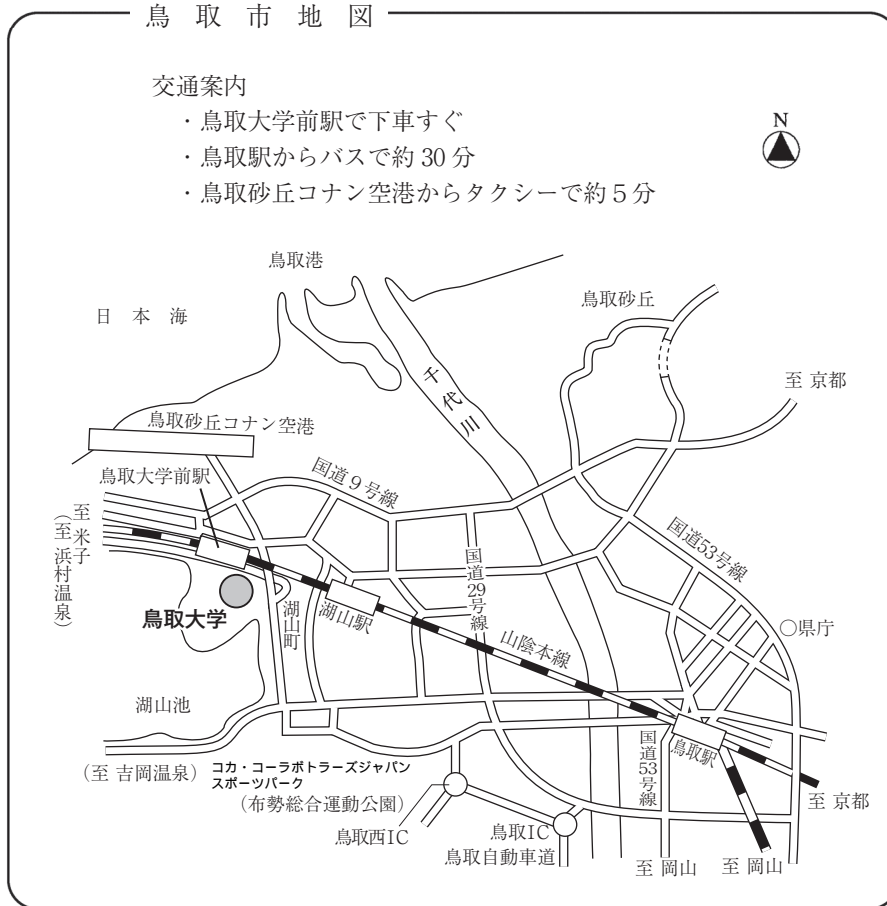 鳥取市地図
交通案内
・鳥取大学前駅で下車すぐ
・鳥取駅からバスで約30分
・鳥取砂丘コナン空港からタクシーで約5分
N
鳥取港
日本海
鳥取砂丘
千代川
至 京都
鳥取砂丘コナン空港
鳥取大学前駅
国道9号線
至 米子
(至 浜村温泉)
国道53号線
国道29号線
鳥取大学
湖山町
湖山駅
山陰本線
○県庁
湖山池
鳥取駅
国道53号線
(至 吉岡温泉)
コカ・コーラボトラーズジャパン
スポーツパーク
(布勢総合運動公園)
至 京都
鳥取西IC
鳥取IC
鳥取自動車道
至 岡山
至 岡山